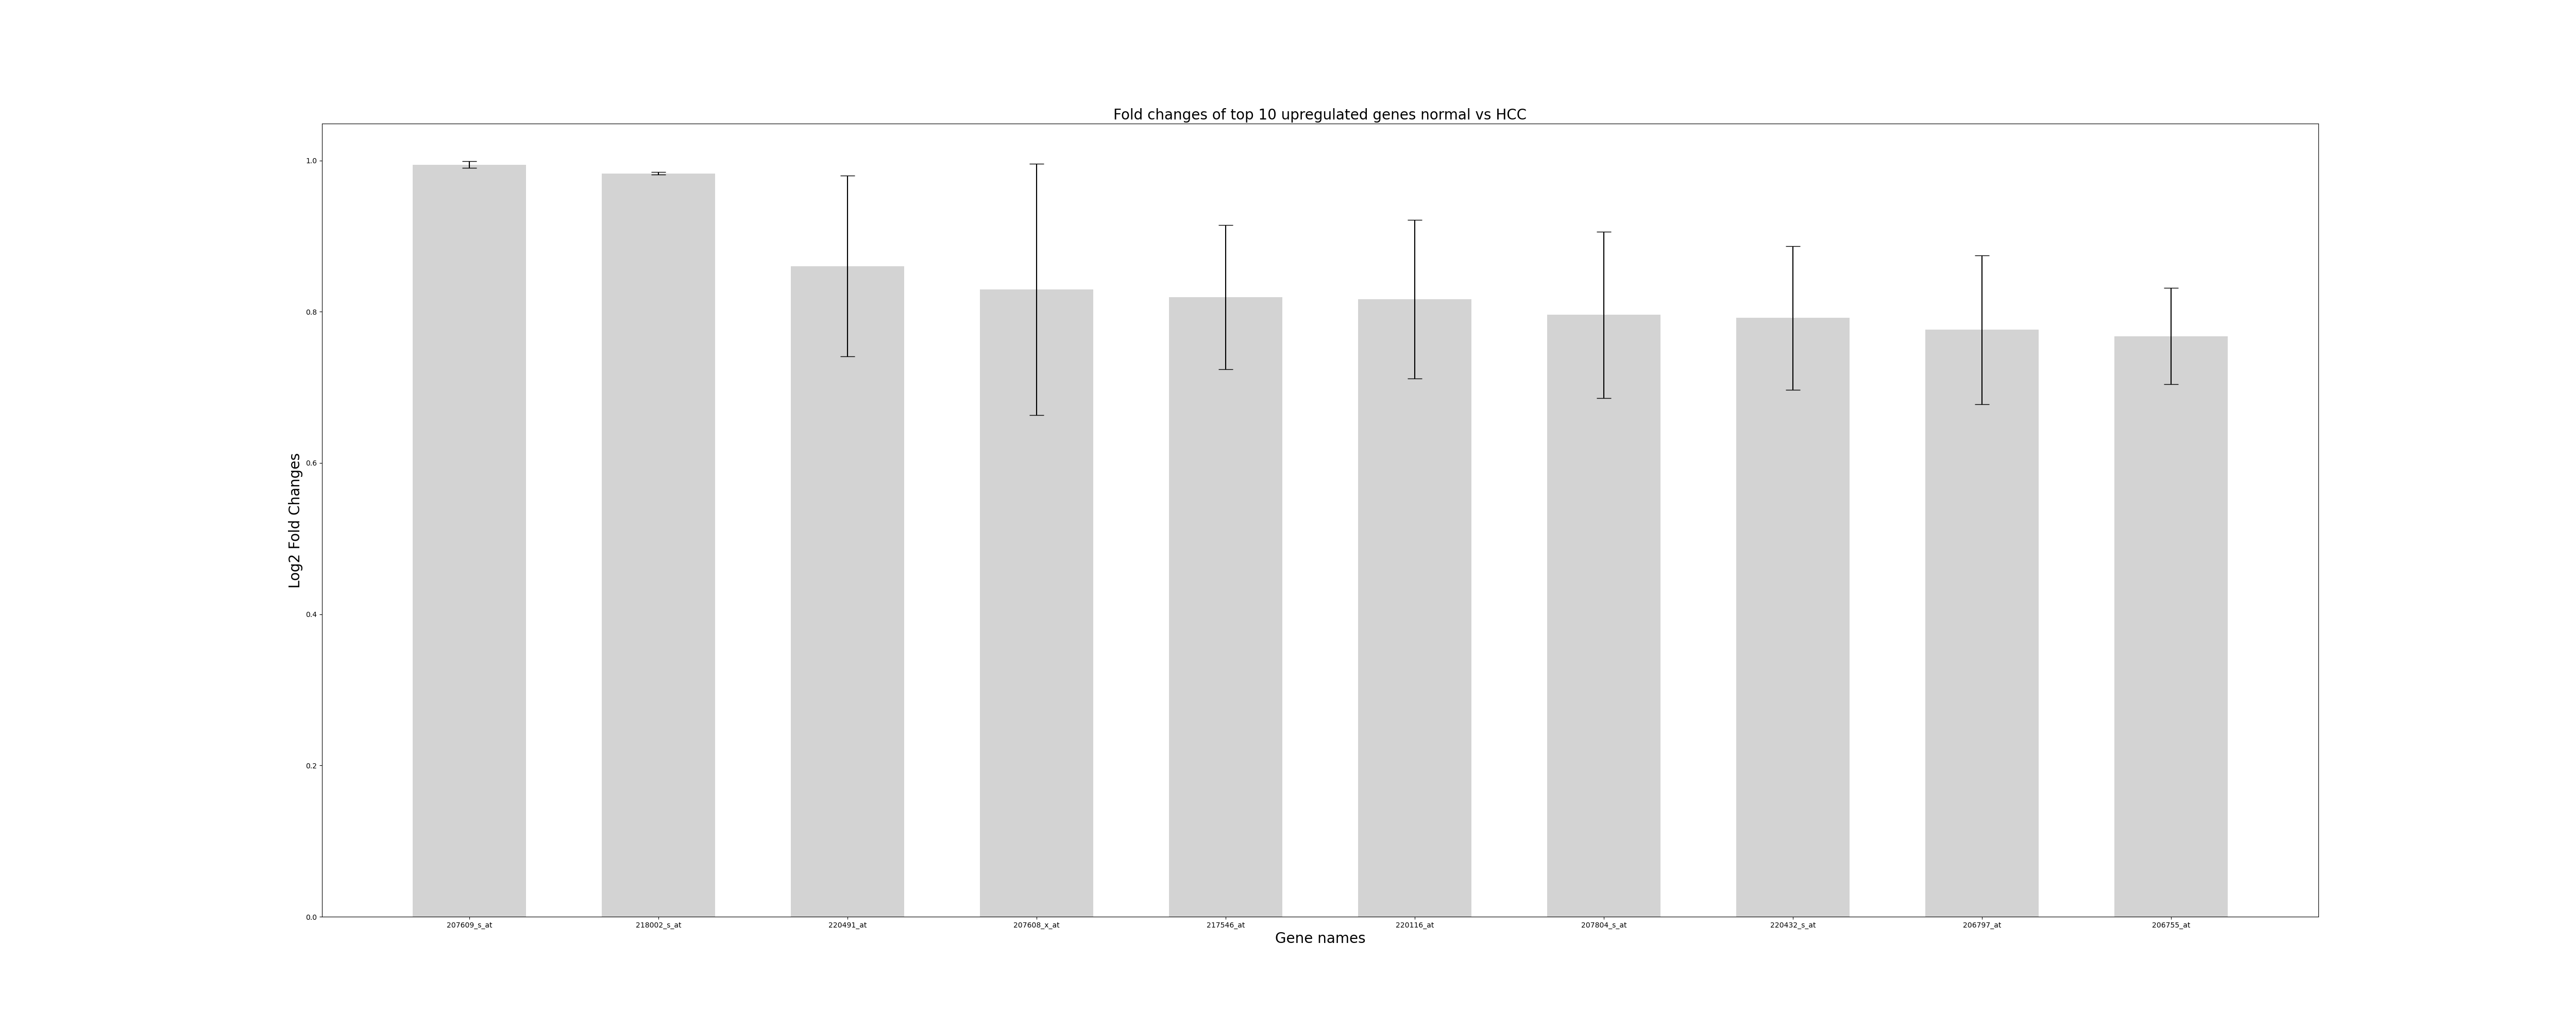 Fold changes of top 10 upregulated genes normal vs HCC
1.0
0.8
0.6
0.4
0.2
0.0
Log2 Fold Changes
207609_s_at 218002_s_at 220491_at 207608_x_at 217546_at 220116_at 207804_s_at 220432_s_at 206797_at 206755_at
Gene names